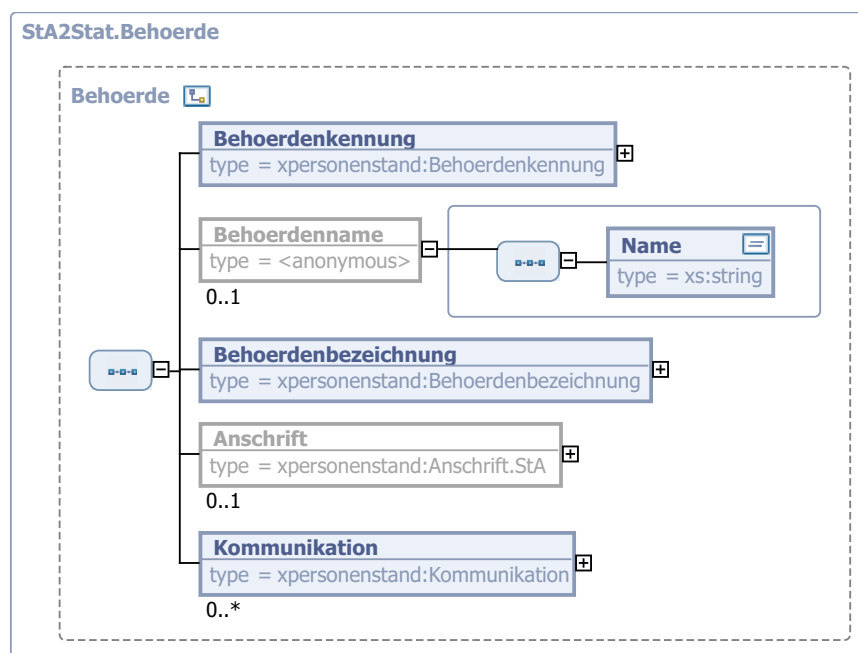 StA2Stat.Behoerde
Behoerde
Behoerdenkennung
type = xpersonenstand:Behoerdenkennung
Behoerdenname
type = <anonymous>
0..1
Name
type = xs:string
Behoerdenbezeichnung
type = xpersonenstand:Behoerdenbezeichnung
Anschrift
type = xpersonenstand:Anschrift.StA
0..1
Kommunikation
type = xpersonenstand:Kommunikation
0..*